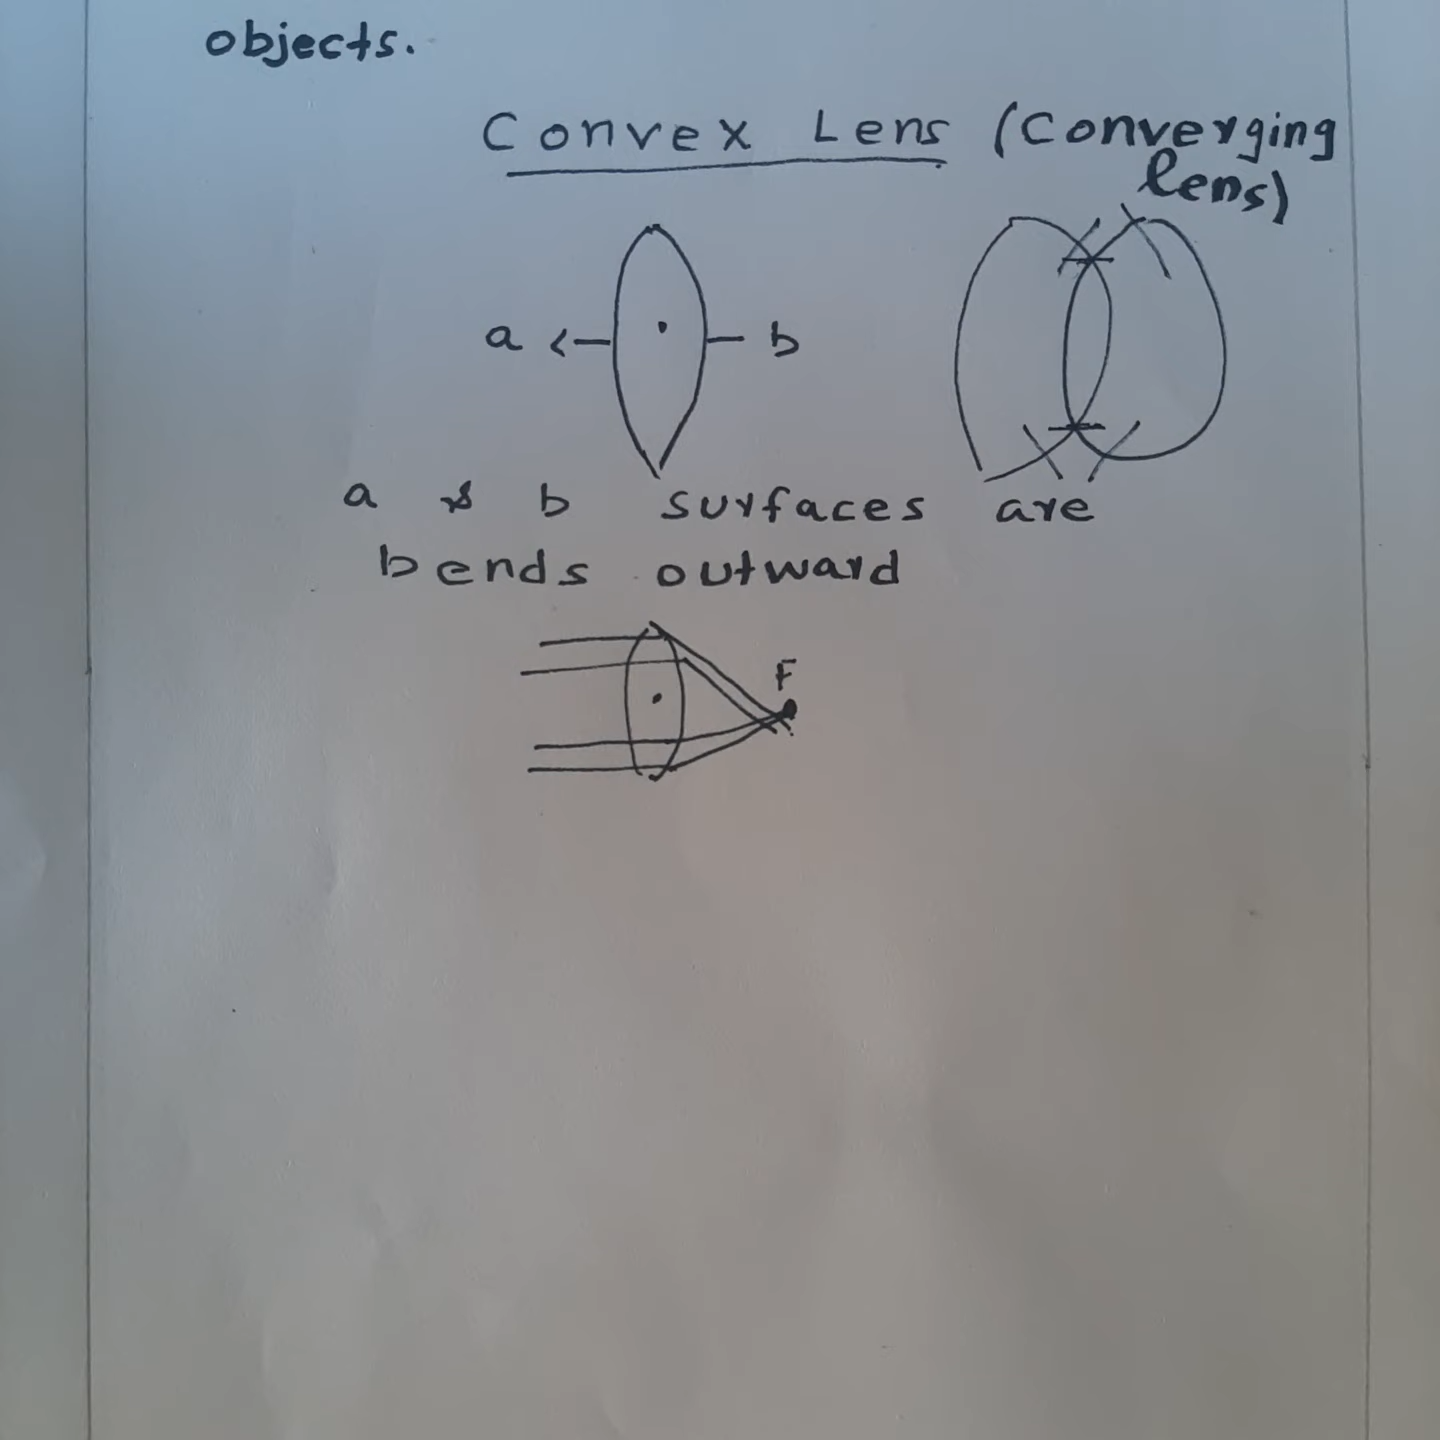 objects.
Convex Lens (Converging
lens)
a <- - b
a & b surfaces are
bends outward
F